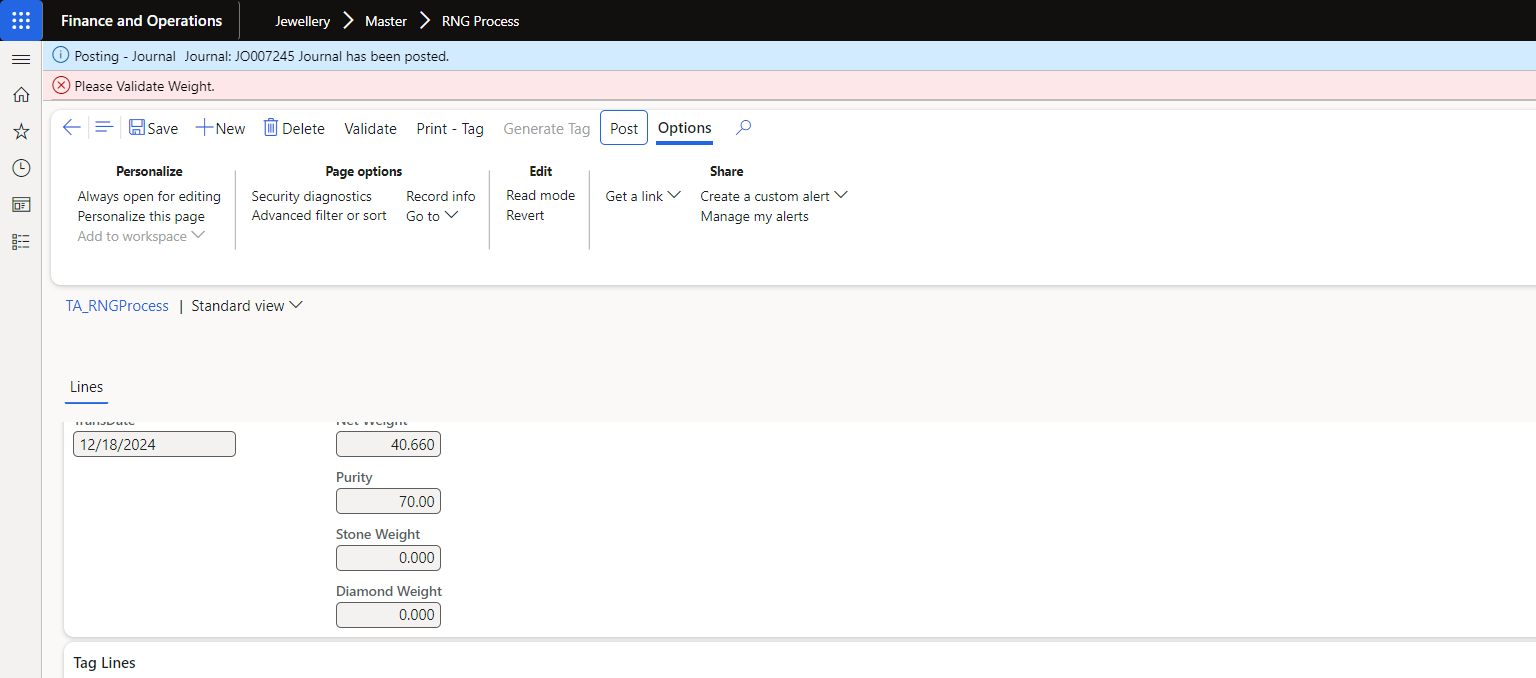 Finance and Operations Jewellery Master RNG Process
Posting - Journal Journal: JO007245 Journal has been posted.
Please Validate Weight.
Save New Delete Validate Print - Tag Generate Tag Post Options
Personalize Page options Edit Share
Always open for editing Security diagnostics Record info Read mode Get a link Create a custom alert
Personalize this page Advanced filter or sort Go to Revert Manage my alerts
Add to workspace
TA_RNGProcess | Standard view
Lines
TransDate Net Weight
12/18/2024 40.660
Purity
70.00
Stone Weight
0.000
Diamond Weight
0.000
Tag Lines